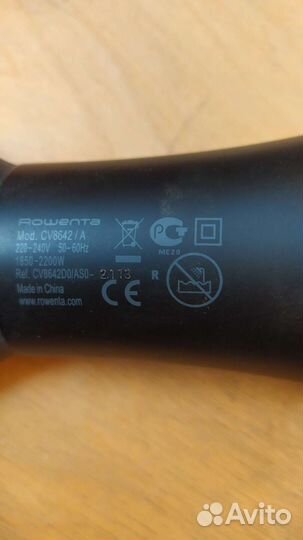 Rowenta
Mod. CV8642 / A
220-240V 50-60Hz
1850-2200W
Ref. CV8642D0/AS0- 2113 R
Made in China
www.rowenta.com
ME20
CE
Avito